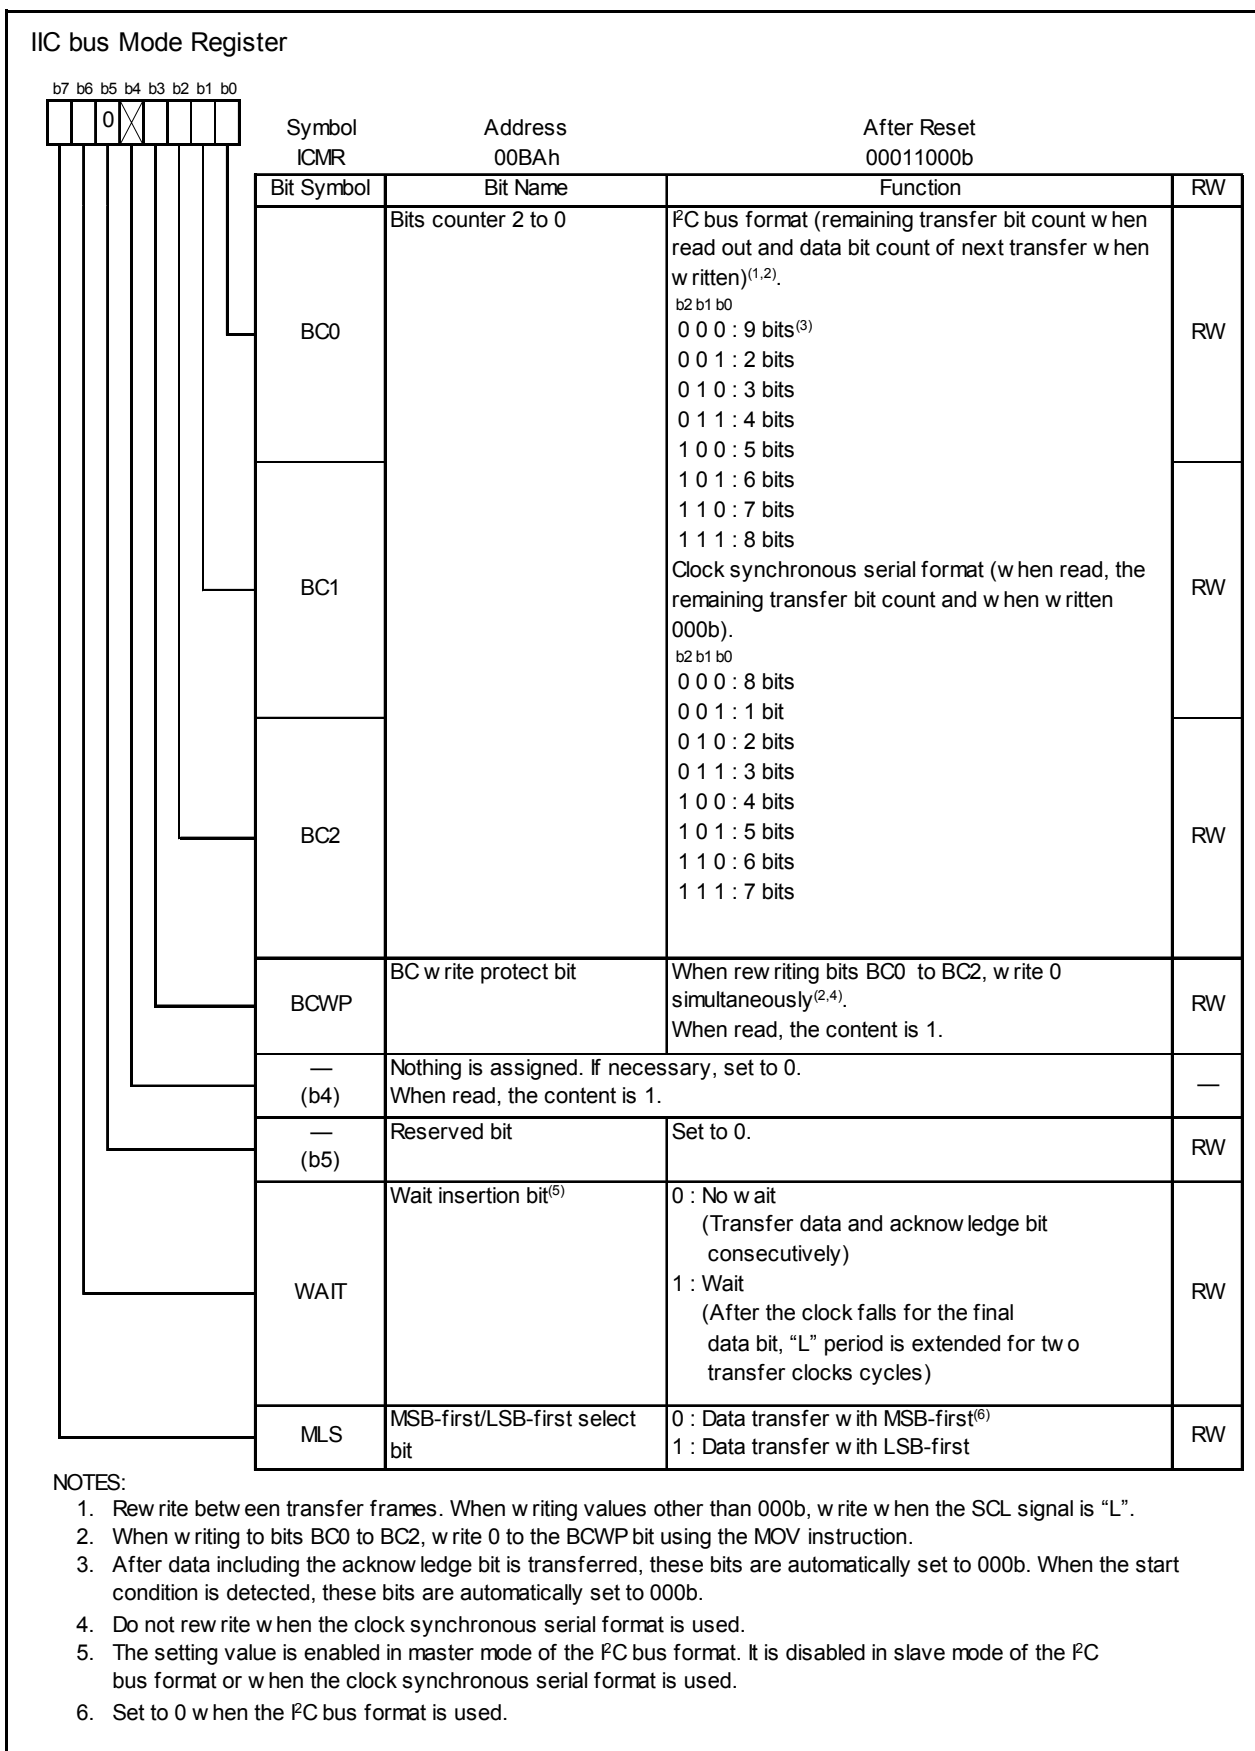 IIC bus Mode Register
b7 b6 b5 b4 b3 b2 b1 b0
0
Symbol Address After Reset
ICMR 00BAh 00011000b
Bit Symbol Bit Name Function RW
BC0 Bits counter 2 to 0 I²C bus format (remaining transfer bit count when
read out and data bit count of next transfer when
written)(1,2).
b2 b1 b0
0 0 0 : 9 bits(3)
RW
0 0 1 : 2 bits
0 1 0 : 3 bits
0 1 1 : 4 bits
1 0 0 : 5 bits
1 0 1 : 6 bits
1 1 0 : 7 bits
1 1 1 : 8 bits
BC1 Clock synchronous serial format (when read, the
remaining transfer bit count and when written
000b).
RW
b2 b1 b0
0 0 0 : 8 bits
0 0 1 : 1 bit
0 1 0 : 2 bits
0 1 1 : 3 bits
1 0 0 : 4 bits
BC2 1 0 1 : 5 bits RW
1 1 0 : 6 bits
1 1 1 : 7 bits
BCWP BC write protect bit When rewriting bits BC0 to BC2, write 0
simultaneously(2,4).
When read, the content is 1.
RW
— Nothing is assigned. If necessary, set to 0.
(b4) When read, the content is 1. —
— Reserved bit Set to 0.
(b5) RW
WAIT Wait insertion bit(5) 0 : No wait
(Transfer data and acknowledge bit
consecutively)
1 : Wait
(After the clock falls for the final
data bit, “L” period is extended for two
transfer clocks cycles)
RW
MLS MSB-first/LSB-first select
bit
0 : Data transfer with MSB-first(6)
1 : Data transfer with LSB-first
RW
NOTES:
1. Rewrite between transfer frames. When writing values other than 000b, write when the SCL signal is “L”.
2. When writing to bits BC0 to BC2, write 0 to the BCWP bit using the MOV instruction.
3. After data including the acknowledge bit is transferred, these bits are automatically set to 000b. When the start
condition is detected, these bits are automatically set to 000b.
4. Do not rewrite when the clock synchronous serial format is used.
5. The setting value is enabled in master mode of the I²C bus format. It is disabled in slave mode of the I²C
bus format or when the clock synchronous serial format is used.
6. Set to 0 when the I²C bus format is used.